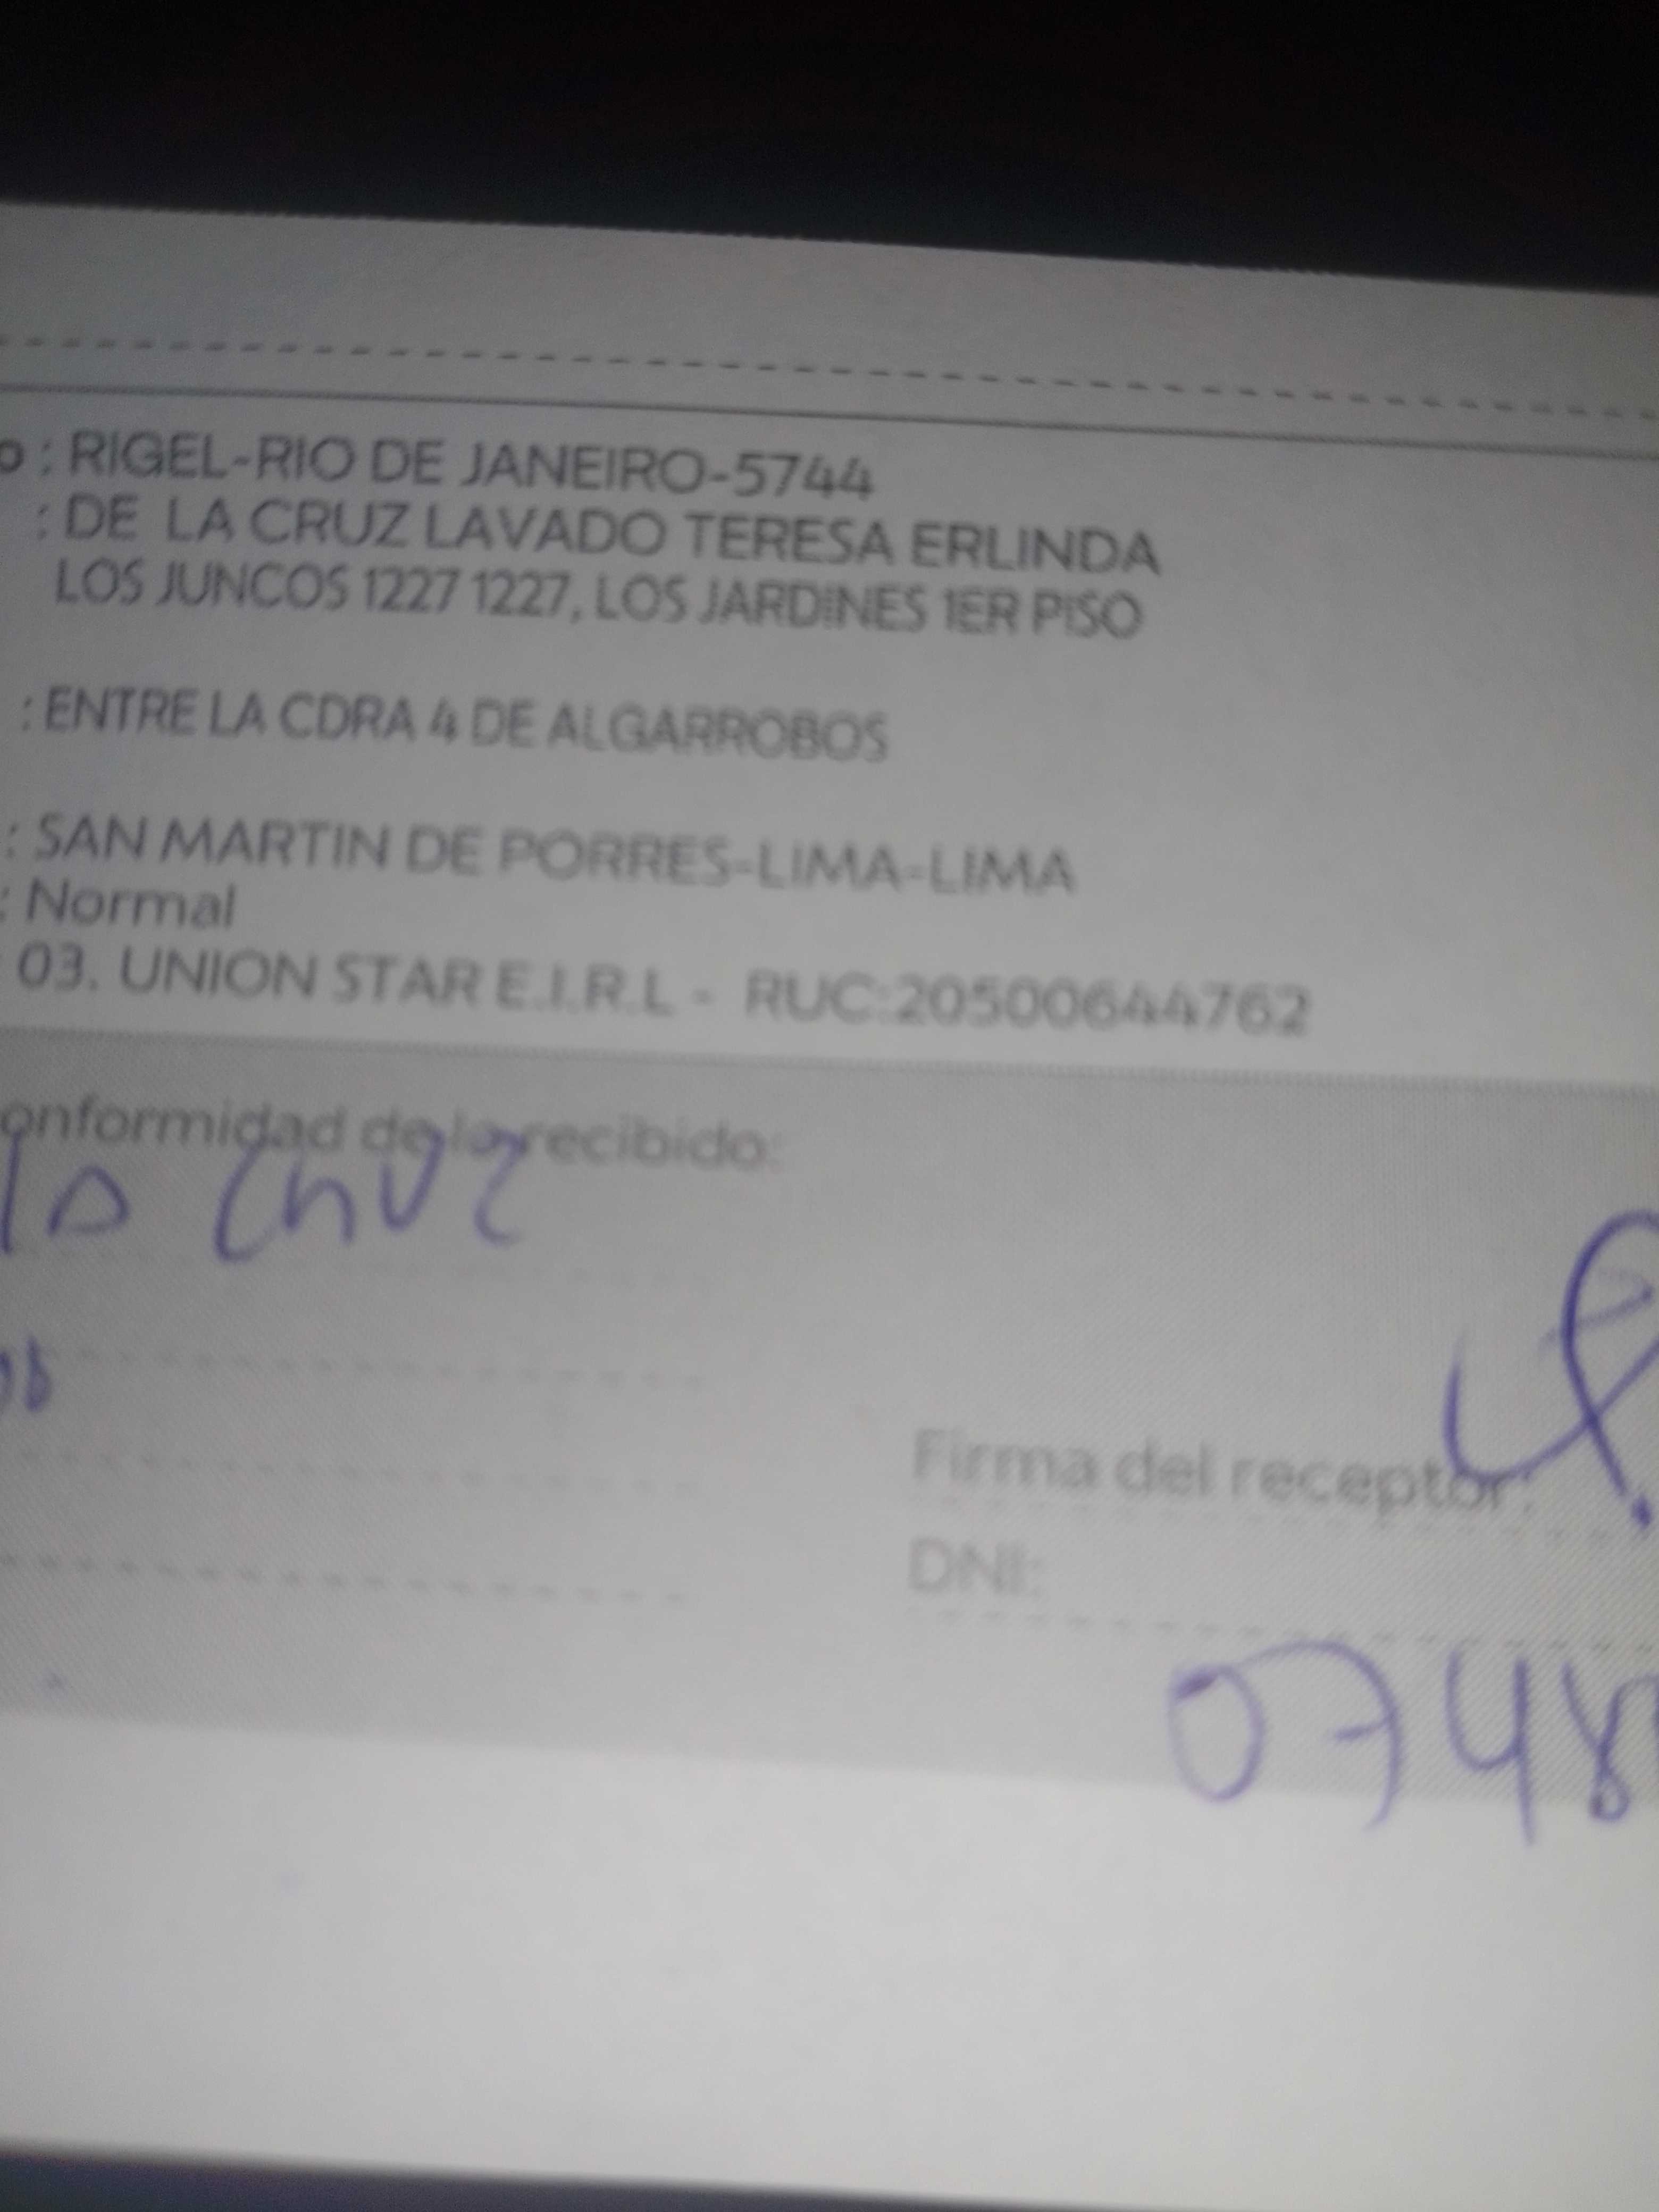 o : RIGEL-RIO DE JANEIRO-5744
: DE LA CRUZ LAVADO TERESA ERLINDA
LOS JUNCOS 1227 1227, LOS JARDINES 1ER PISO
: ENTRE LA CDRA 4 DE ALGARROBOS
: SAN MARTIN DE PORRES-LIMA-LIMA
: Normal
03. UNION STAR E.I.R.L - RUC:20500644762
onformidad de lo recibido:
la Cruz
Firma del receptor:
DNI:
0748